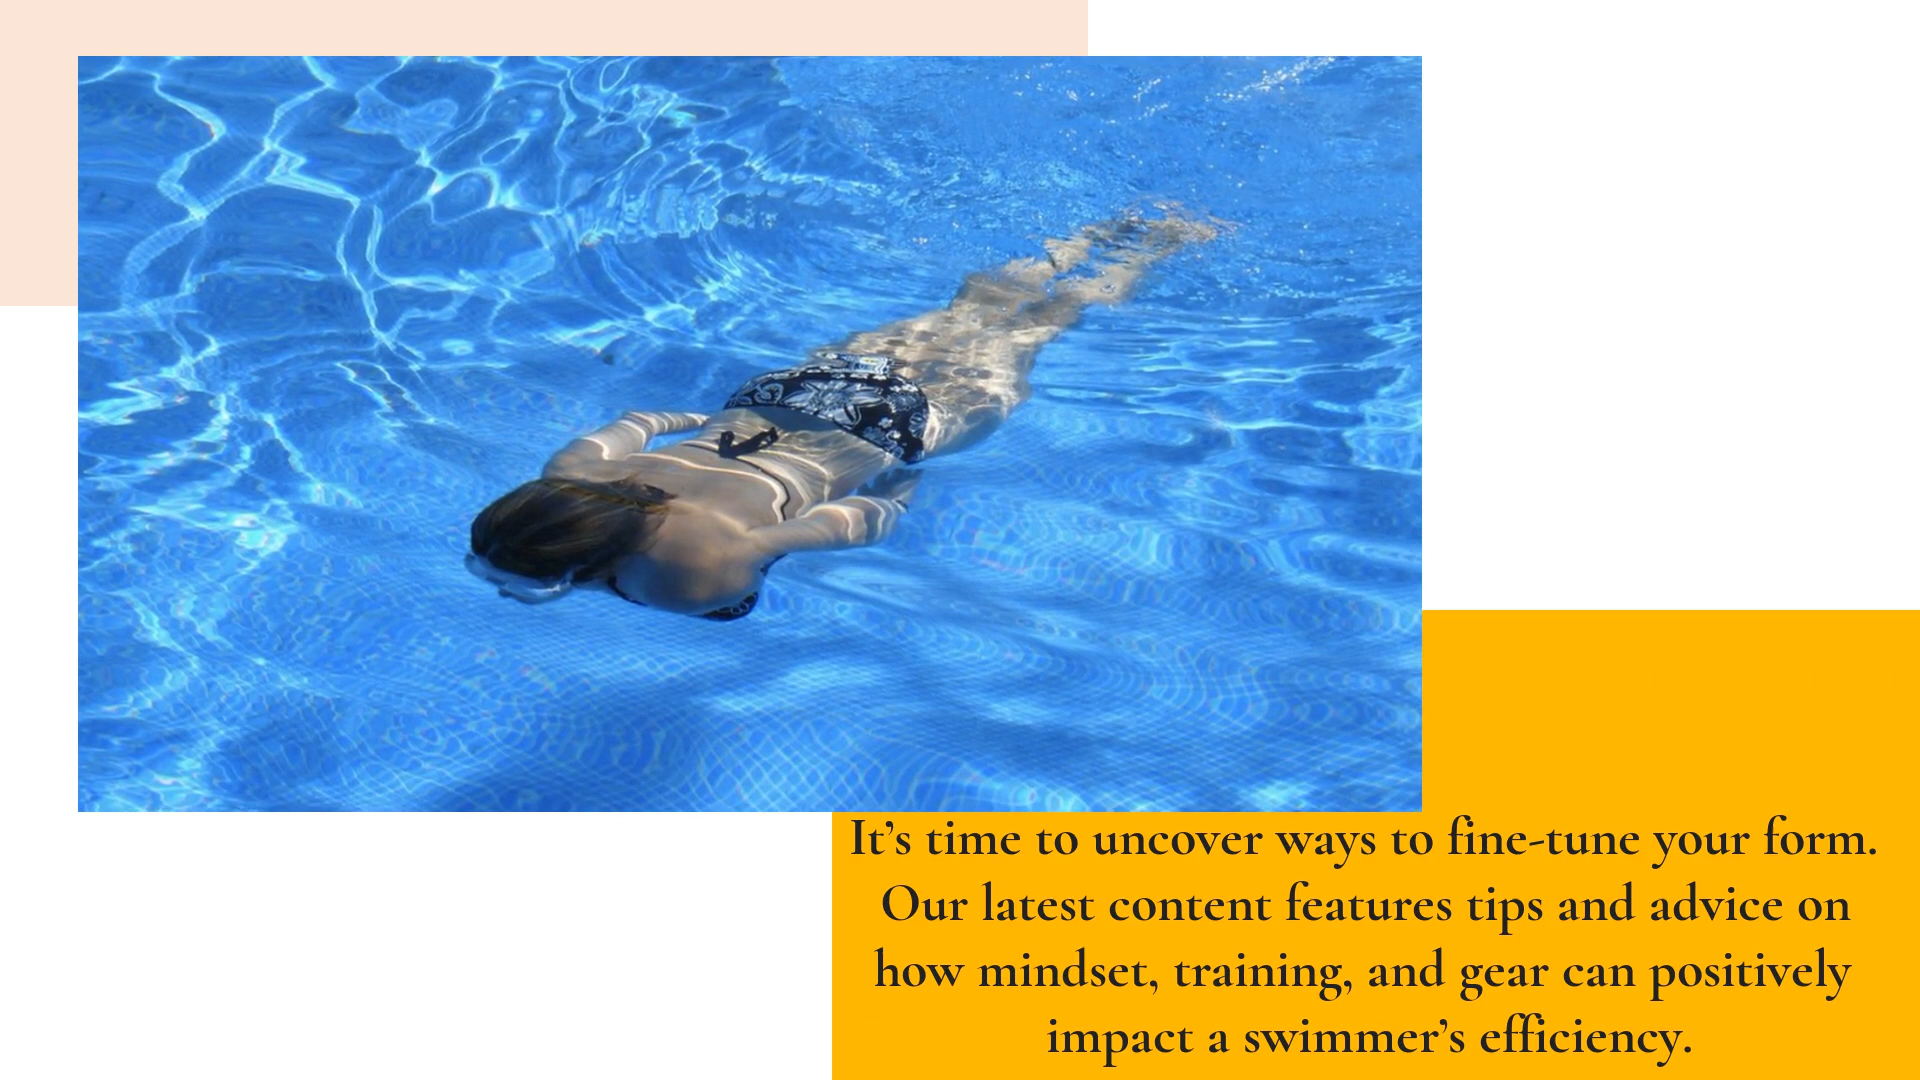 It’s time to uncover ways to fine-tune your form.
Our latest content features tips and advice on
how mindset, training, and gear can positively
impact a swimmer’s efficiency.